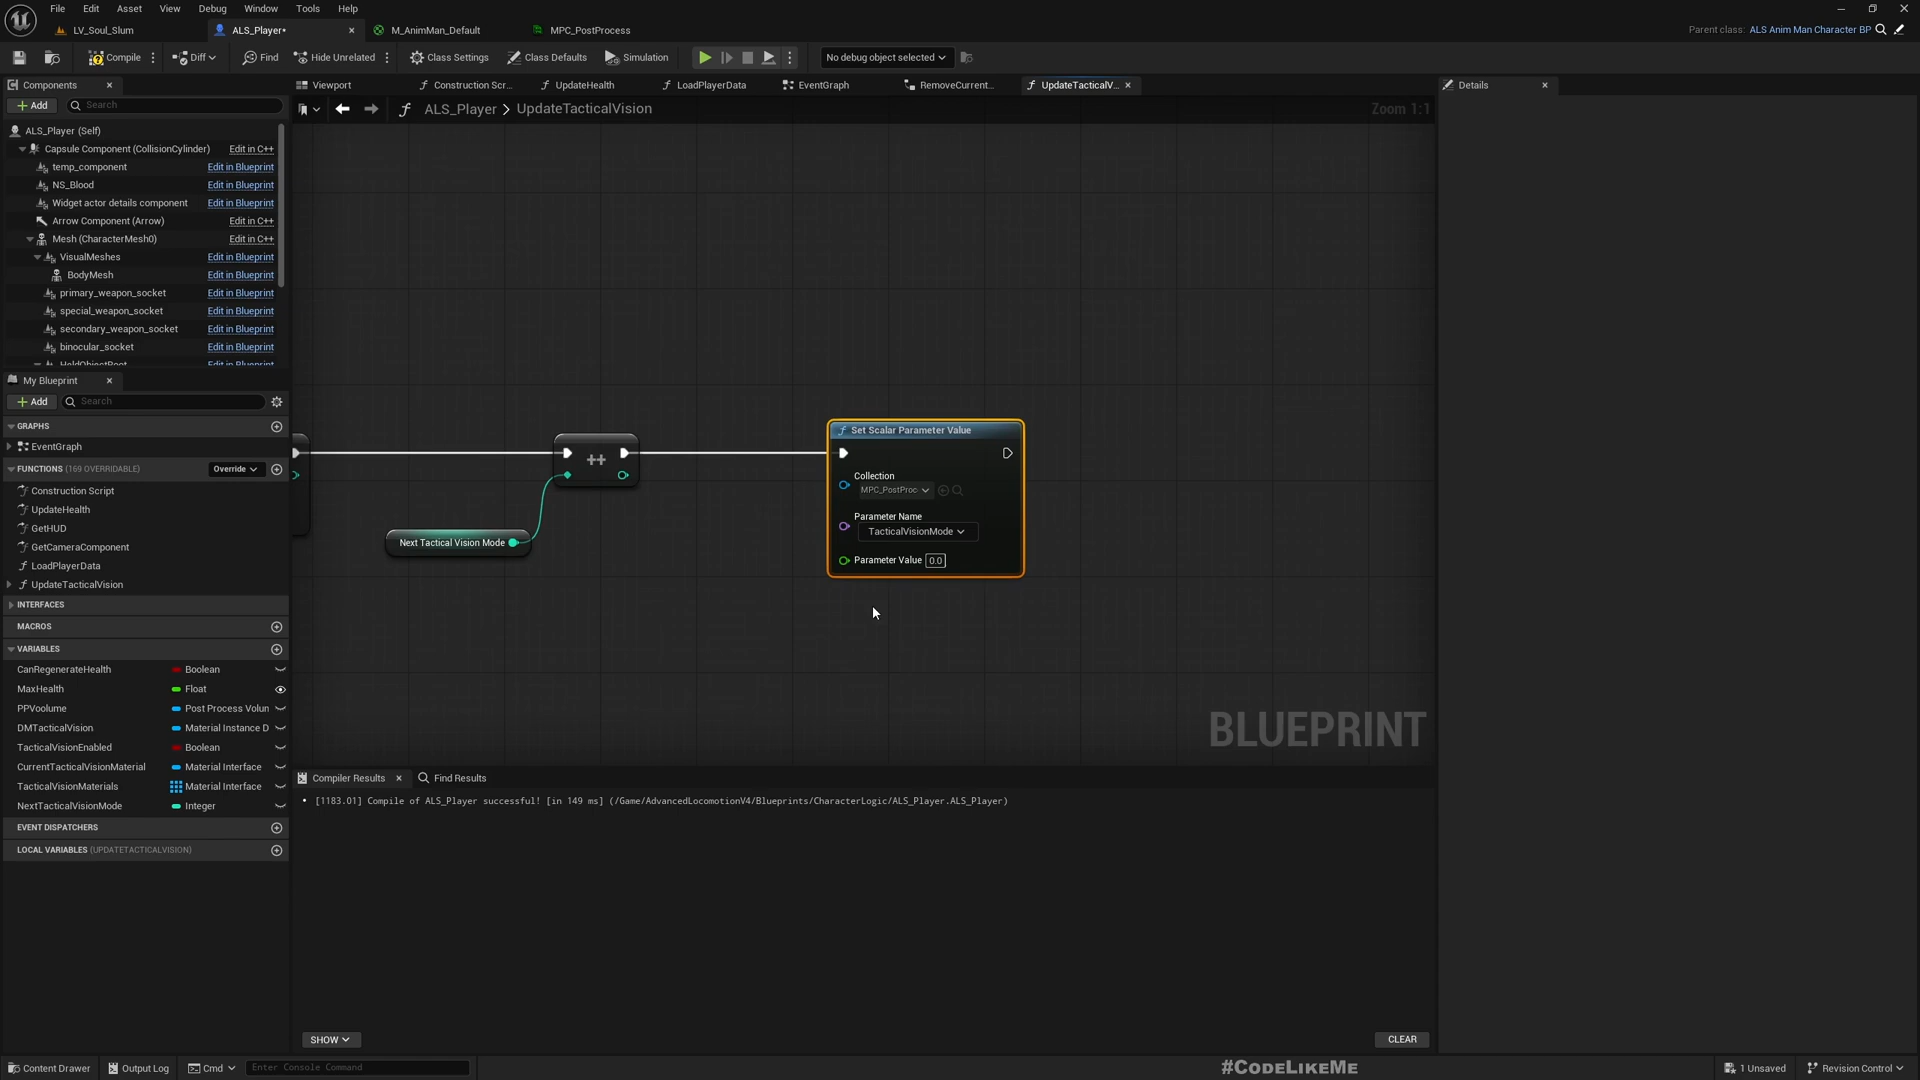 File Edit Asset View Debug Window Tools Help
LV_Soul_Slum ALS_Player• M_AnimMan_Default MPC_PostProcess
Parent class: ALS Anim Man Character BP
Compile Diff Find Hide Unrelated Class Settings Class Defaults Simulation No debug object selected
Components
Viewport Construction Scr... UpdateHealth LoadPlayerData EventGraph RemoveCurrent... UpdateTacticalV...
Details
Add Search
ALS_Player > UpdateTacticalVision
Zoom 1:1
ALS_Player (Self)
Capsule Component (CollisionCylinder) Edit in C++
temp_component Edit in Blueprint
NS_Blood Edit in Blueprint
Widget actor details component Edit in Blueprint
Arrow Component (Arrow) Edit in C++
Mesh (CharacterMesh0) Edit in C++
VisualMeshes Edit in Blueprint
BodyMesh Edit in Blueprint
primary_weapon_socket Edit in Blueprint
special_weapon_socket Edit in Blueprint
secondary_weapon_socket Edit in Blueprint
binocular_socket Edit in Blueprint
HeldObjectRoot Edit in Blueprint
My Blueprint
Add Search
GRAPHS
EventGraph
FUNCTIONS (169 OVERRIDABLE) Override
Construction Script
UpdateHealth
GetHUD
GetCameraComponent
LoadPlayerData
UpdateTacticalVision
INTERFACES
MACROS
VARIABLES
CanRegenerateHealth Boolean
MaxHealth Float
PPVoolume Post Process Volun
DMTacticalVision Material Instance D
TacticalVisionEnabled Boolean
CurrentTacticalVisionMaterial Material Interface
TacticalVisionMaterials Material Interface
NextTacticalVisionMode Integer
EVENT DISPATCHERS
LOCAL VARIABLES (UPDATETACTICALVISION)
++
Next Tactical Vision Mode
Set Scalar Parameter Value
Collection
MPC_PostProc
Parameter Name
TacticalVisionMode
Parameter Value 0.0
BLUEPRINT
Compiler Results Find Results
• [1183.01] Compile of ALS_Player successful! [in 149 ms] (/Game/AdvancedLocomotionV4/Blueprints/CharacterLogic/ALS_Player.ALS_Player)
SHOW CLEAR
Content Drawer Output Log Cmd Enter Console Command
#CodeLikeMe
1 Unsaved Revision Control